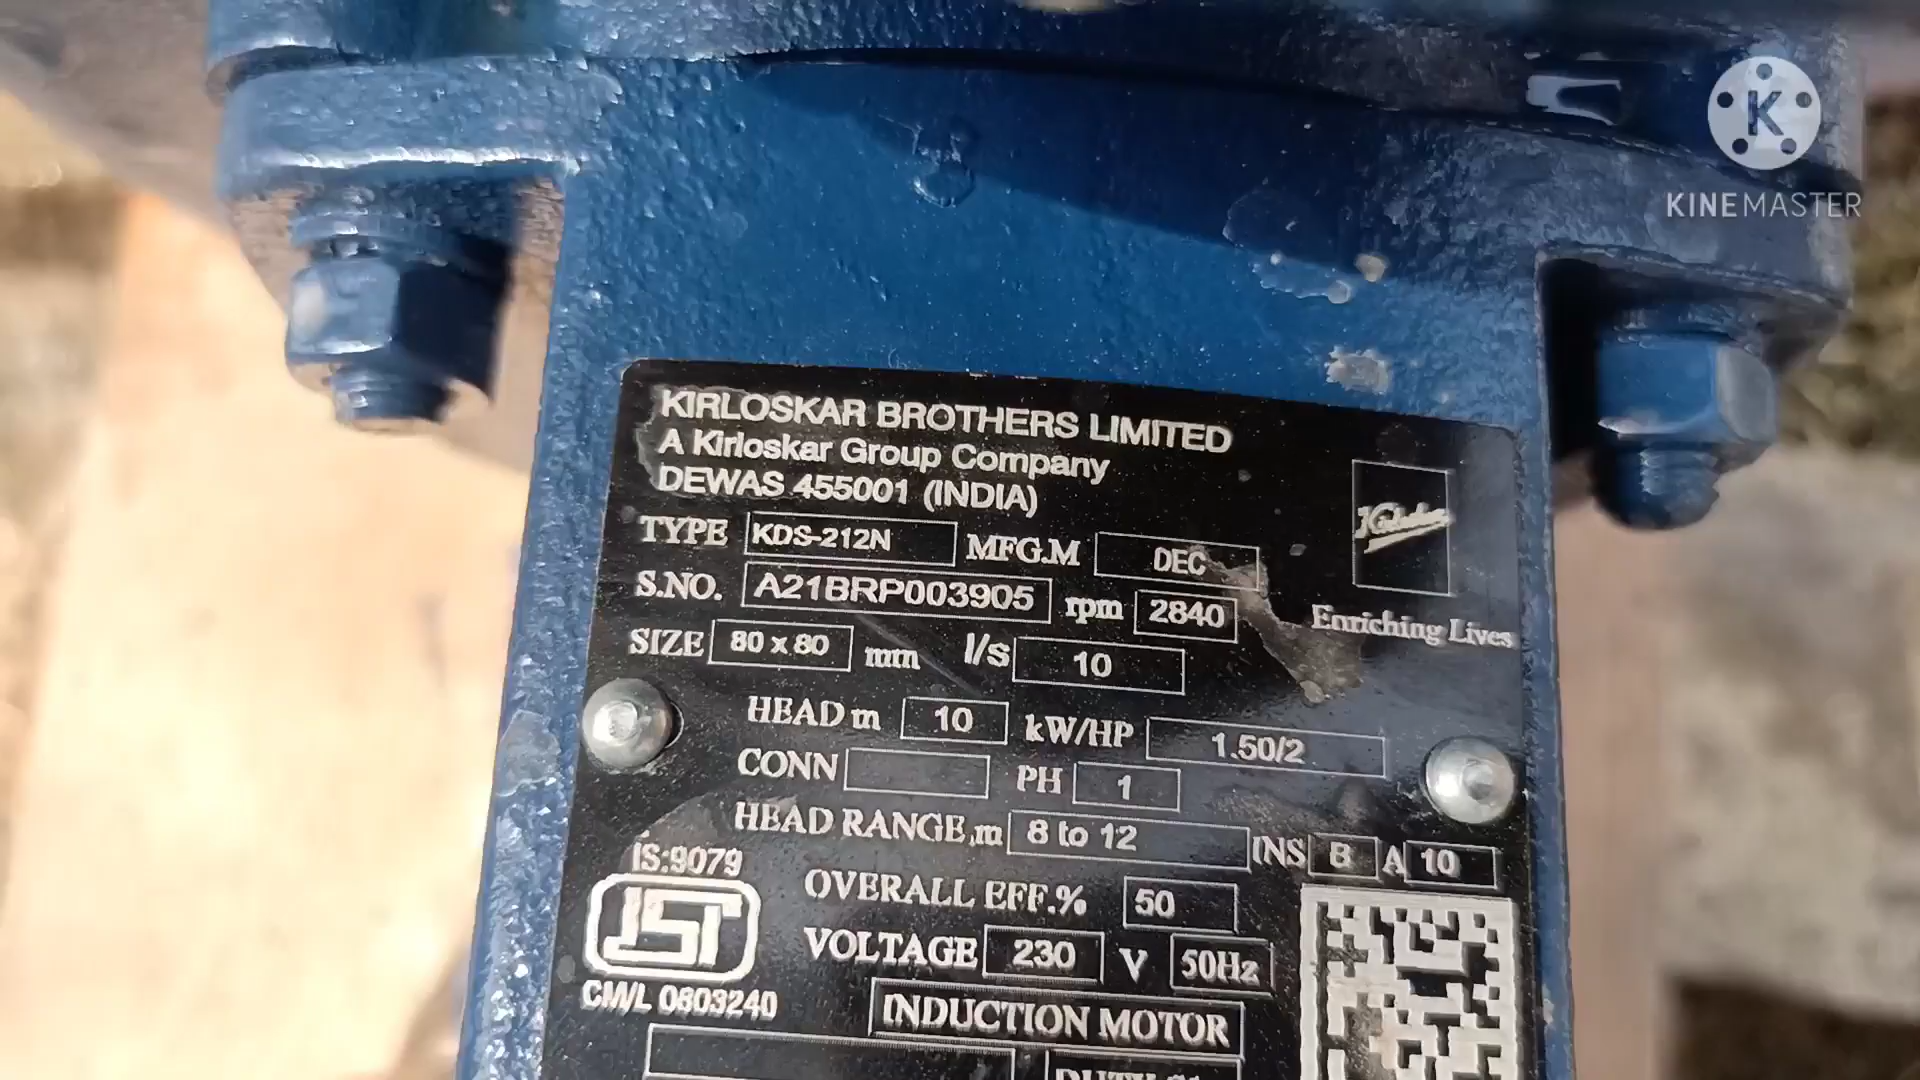 K
KINEMASTER
KIRLOSKAR BROTHERS LIMITED
A Kirloskar Group Company
DEWAS 455001 (INDIA)
Kirloskar
Enriching Lives
TYPE KDS-212N MFG.M DEC
S.NO. A21BRP003905 rpm 2840
SIZE 80 x 80 mm l/s 10
HEAD m 10 kW/HP 1.50/2
CONN PH 1
HEAD RANGE,m 8 to 12 INS B A 10
IS:9079
OVERALL EFF.% 50
ISI
VOLTAGE 230 V 50Hz
CM/L 0803240
INDUCTION MOTOR